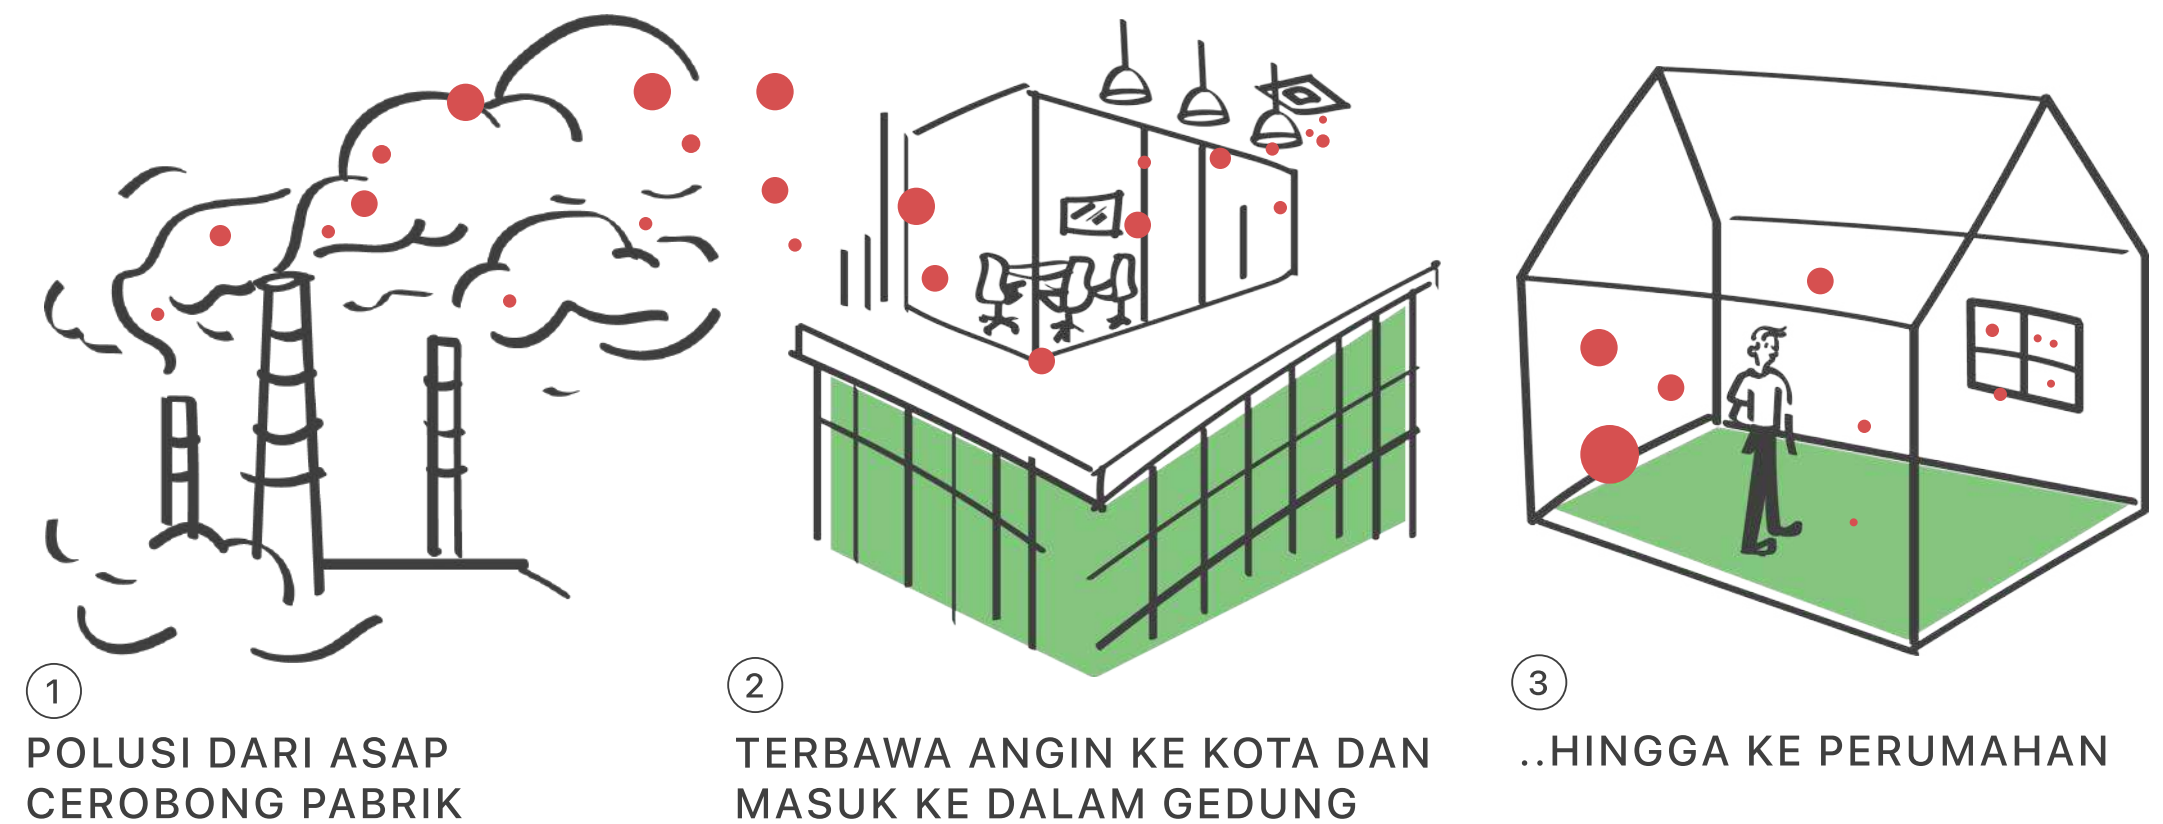 1
POLUSI DARI ASAP
CEROBONG PABRIK
2
TERBAWA ANGIN KE KOTA DAN
MASUK KE DALAM GEDUNG
3
..HINGGA KE PERUMAHAN